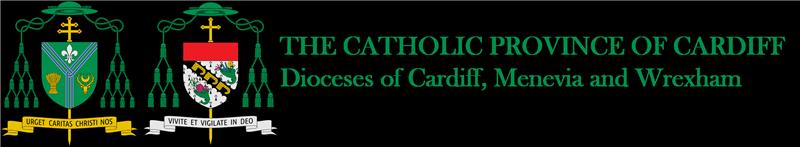 THE CATHOLIC PROVINCE OF CARDIFF
Dioceses of Cardiff, Menevia and Wrexham
URGET CARITAS CHRISTI NOS
VIVITE ET VIGILATE IN DEO